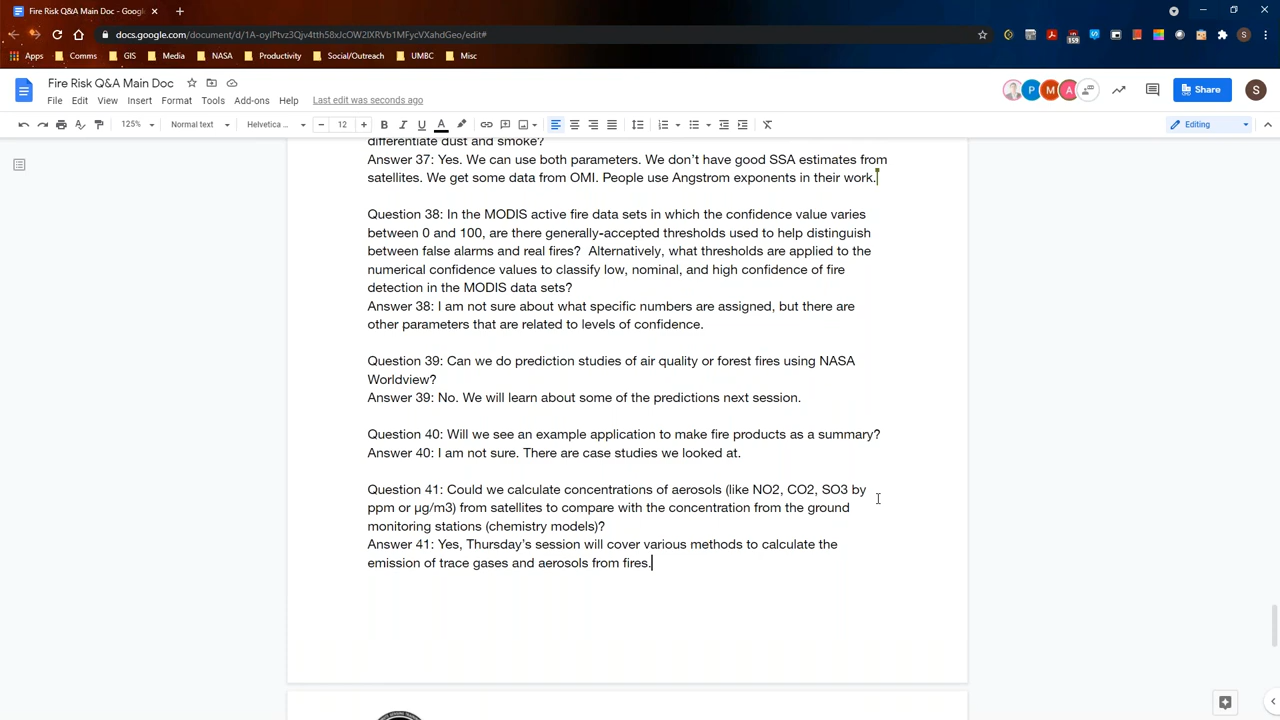 Fire Risk Q&A Main Doc - Google
docs.google.com/document/d/1A-oyIPtvz3Qjv4tth58xJcOW2IXRVb1MFycVXahdGeo/edit#
Apps Comms GIS Media NASA Productivity Social/Outreach UMBC Misc
Fire Risk Q&A Main Doc
File Edit View Insert Format Tools Add-ons Help Last edit was seconds ago
Share
S
125% Normal text Helvetica ... 12 Editing
differentiate dust and smoke?
Answer 37: Yes. We can use both parameters. We don't have good SSA estimates from
satellites. We get some data from OMI. People use Angstrom exponents in their work.
Question 38: In the MODIS active fire data sets in which the confidence value varies
between 0 and 100, are there generally-accepted thresholds used to help distinguish
between false alarms and real fires? Alternatively, what thresholds are applied to the
numerical confidence values to classify low, nominal, and high confidence of fire
detection in the MODIS data sets?
Answer 38: I am not sure about what specific numbers are assigned, but there are
other parameters that are related to levels of confidence.
Question 39: Can we do prediction studies of air quality or forest fires using NASA
Worldview?
Answer 39: No. We will learn about some of the predictions next session.
Question 40: Will we see an example application to make fire products as a summary?
Answer 40: I am not sure. There are case studies we looked at.
Question 41: Could we calculate concentrations of aerosols (like NO2, CO2, SO3 by
ppm or µg/m3) from satellites to compare with the concentration from the ground
monitoring stations (chemistry models)?
Answer 41: Yes, Thursday's session will cover various methods to calculate the
emission of trace gases and aerosols from fires.